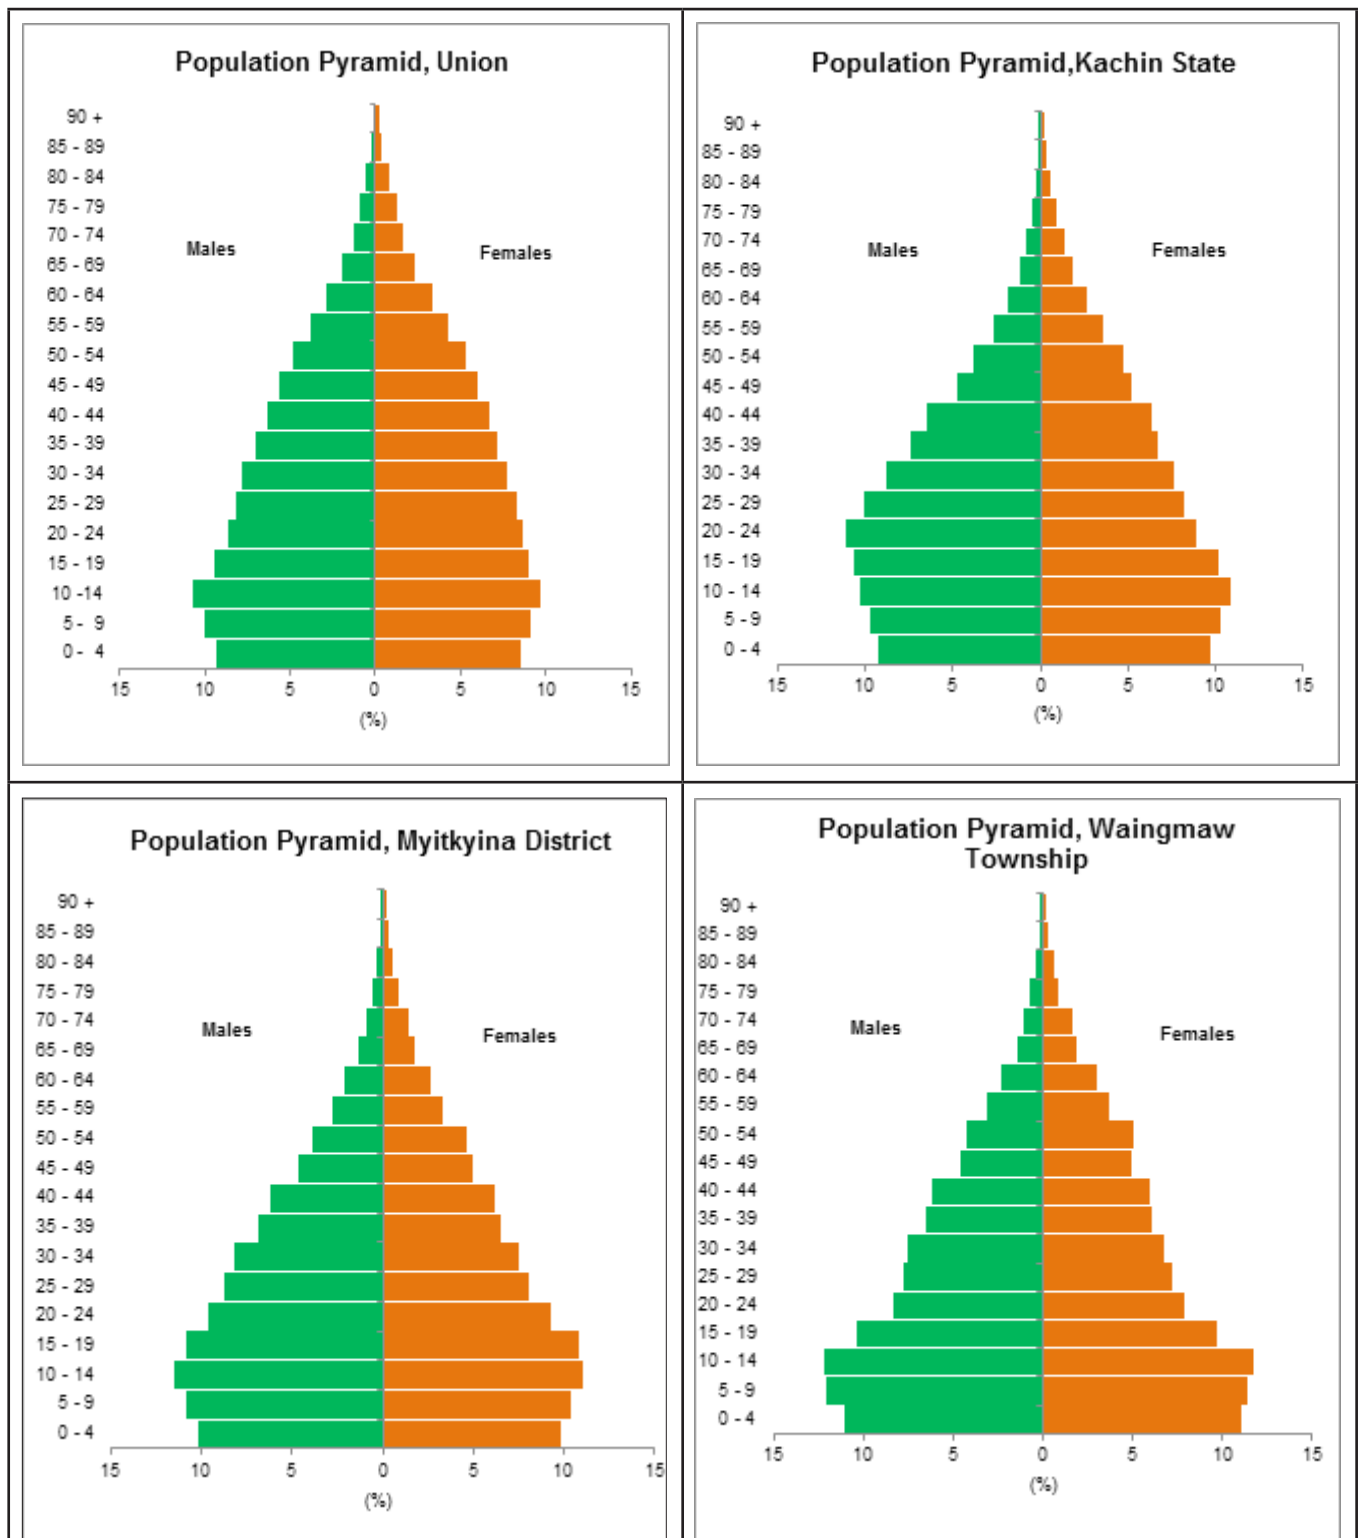 Population Pyramid, Union
90 +
85 - 89
80 - 84
75 - 79
70 - 74
65 - 69
60 - 64
55 - 59
50 - 54
45 - 49
40 - 44
35 - 39
30 - 34
25 - 29
20 - 24
15 - 19
10 -14
5 - 9
0 - 4
Males
Females
15 10 5 0 5 10 15
(%)
Population Pyramid,Kachin State
90 +
85 - 89
80 - 84
75 - 79
70 - 74
65 - 69
60 - 64
55 - 59
50 - 54
45 - 49
40 - 44
35 - 39
30 - 34
25 - 29
20 - 24
15 - 19
10 - 14
5 - 9
0 - 4
Males
Females
15 10 5 0 5 10 15
(%)
Population Pyramid, Myitkyina District
90 +
85 - 89
80 - 84
75 - 79
70 - 74
65 - 69
60 - 64
55 - 59
50 - 54
45 - 49
40 - 44
35 - 39
30 - 34
25 - 29
20 - 24
15 - 19
10 - 14
5 - 9
0 - 4
Males
Females
15 10 5 0 5 10 15
(%)
Population Pyramid, Waingmaw
Township
90 +
85 - 89
80 - 84
75 - 79
70 - 74
65 - 69
60 - 64
55 - 59
50 - 54
45 - 49
40 - 44
35 - 39
30 - 34
25 - 29
20 - 24
15 - 19
10 - 14
5 - 9
0 - 4
Males
Females
15 10 5 0 5 10 15
(%)